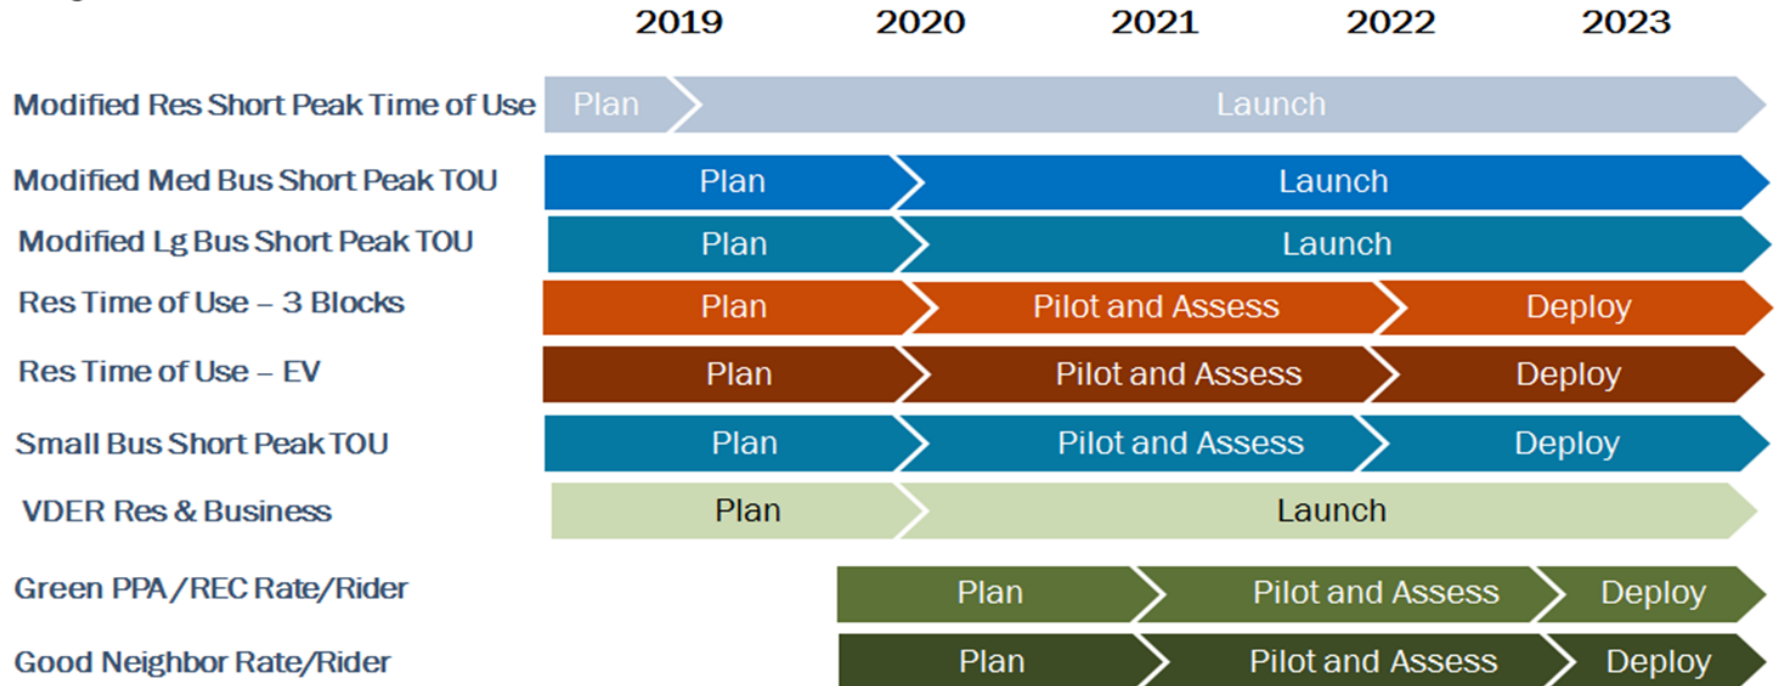 2019 2020 2021 2022 2023
Modified Res Short Peak Time of Use Plan Launch
Modified Med Bus Short Peak TOU Plan Launch
Modified Lg Bus Short Peak TOU Plan Launch
Res Time of Use – 3 Blocks Plan Pilot and Assess Deploy
Res Time of Use – EV Plan Pilot and Assess Deploy
Small Bus Short Peak TOU Plan Pilot and Assess Deploy
VDER Res & Business Plan Launch
Green PPA/REC Rate/Rider Plan Pilot and Assess Deploy
Good Neighbor Rate/Rider Plan Pilot and Assess Deploy